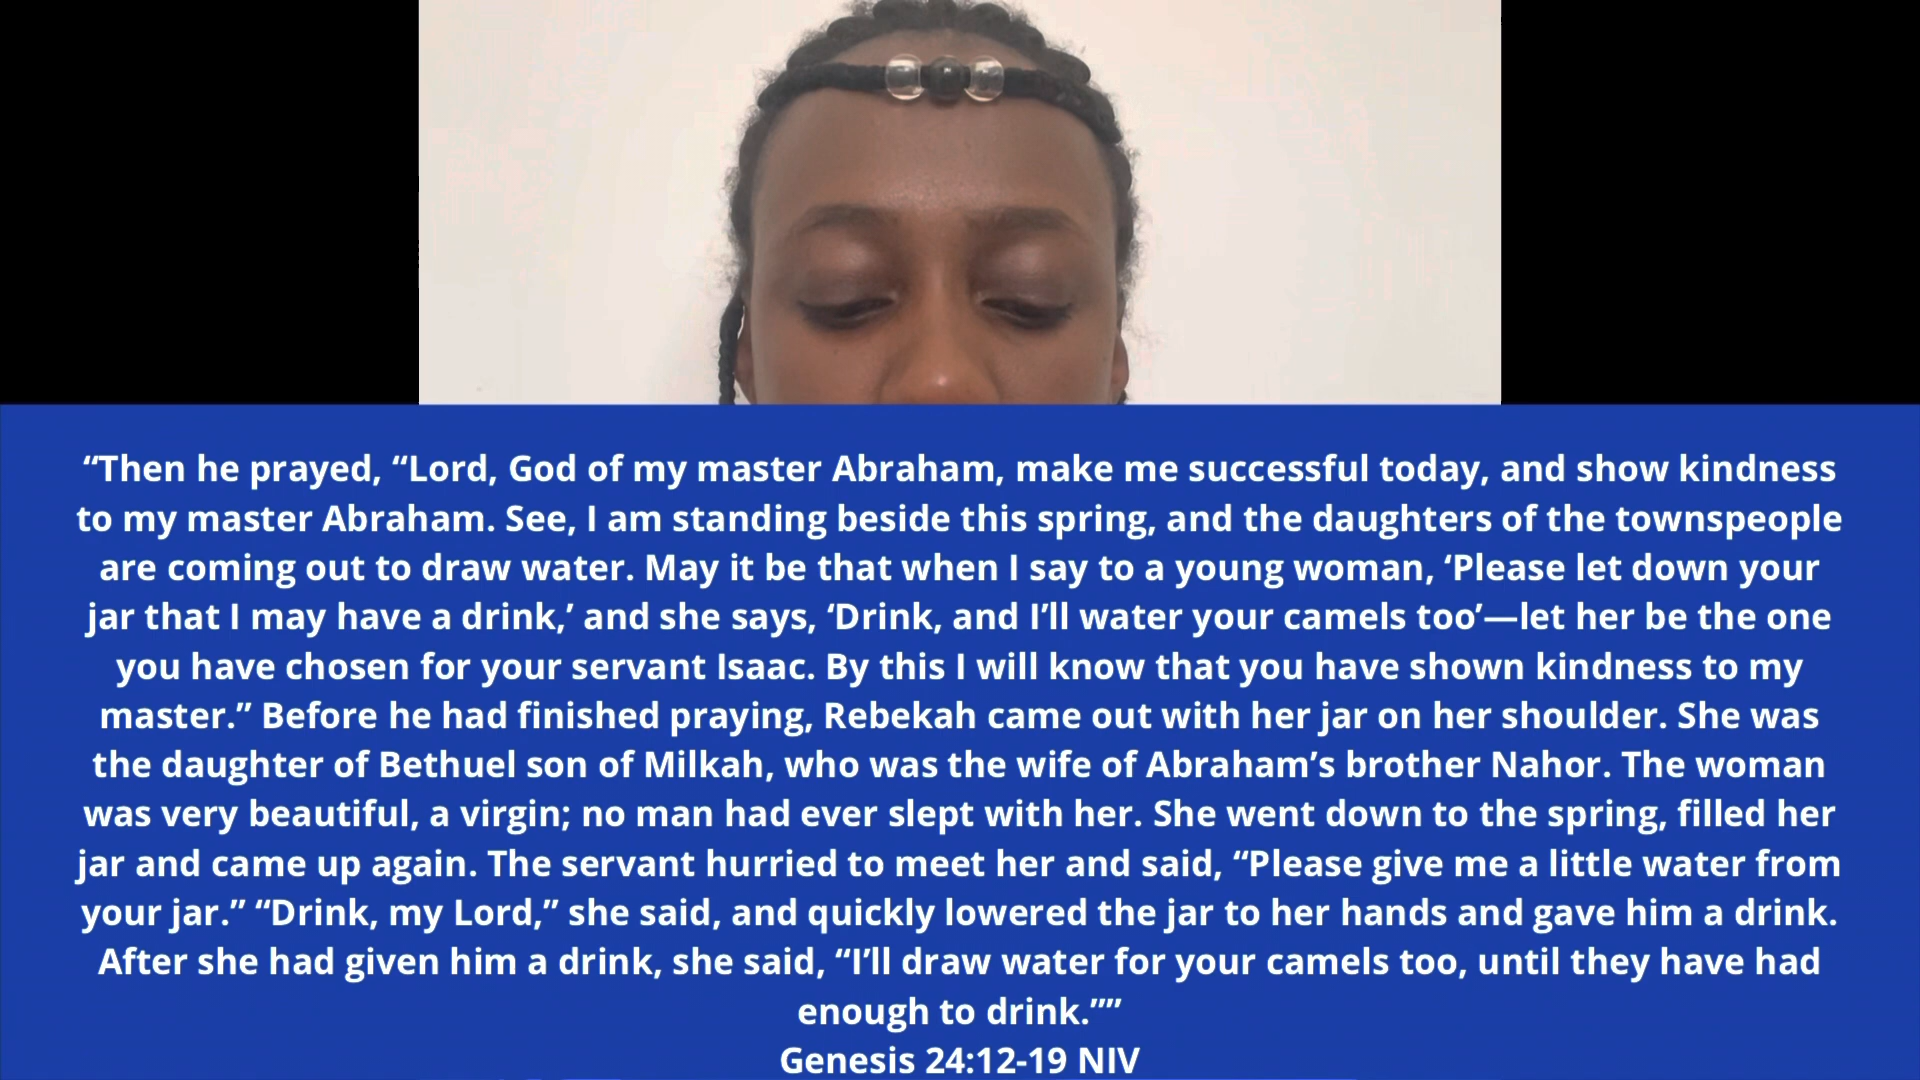 “Then he prayed, “Lord, God of my master Abraham, make me successful today, and show kindness
to my master Abraham. See, I am standing beside this spring, and the daughters of the townspeople
are coming out to draw water. May it be that when I say to a young woman, ‘Please let down your
jar that I may have a drink,’ and she says, ‘Drink, and I’ll water your camels too’—let her be the one
you have chosen for your servant Isaac. By this I will know that you have shown kindness to my
master.” Before he had finished praying, Rebekah came out with her jar on her shoulder. She was
the daughter of Bethuel son of Milkah, who was the wife of Abraham’s brother Nahor. The woman
was very beautiful, a virgin; no man had ever slept with her. She went down to the spring, filled her
jar and came up again. The servant hurried to meet her and said, “Please give me a little water from
your jar.” “Drink, my Lord,” she said, and quickly lowered the jar to her hands and gave him a drink.
After she had given him a drink, she said, “I’ll draw water for your camels too, until they have had
enough to drink.””
Genesis 24:12-19 NIV